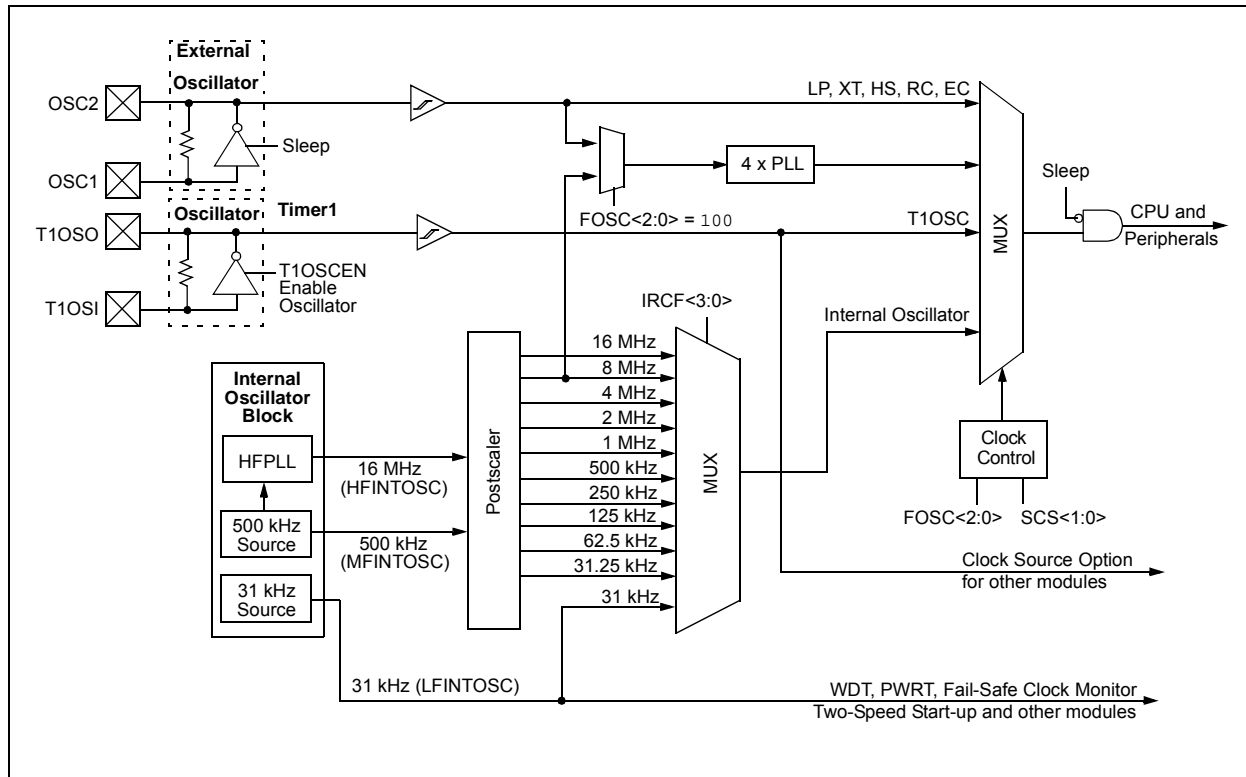 External
Oscillator
OSC2
Sleep
OSC1
LP, XT, HS, RC, EC
4 x PLL
FOSC<2:0> = 100
Oscillator Timer1
T1OSO
T1OSCEN
Enable
Oscillator
T1OSI
T1OSC
MUX
Sleep
CPU and
Peripherals
IRCF<3:0>
Internal Oscillator
Internal
Oscillator
Block
HFPLL
16 MHz
(HFINTOSC)
500 kHz
Source
500 kHz
(MFINTOSC)
31 kHz
Source
Postscaler
16 MHz
8 MHz
4 MHz
2 MHz
1 MHz
500 kHz
250 kHz
125 kHz
62.5 kHz
31.25 kHz
31 kHz
MUX
Clock
Control
FOSC<2:0> SCS<1:0>
Clock Source Option
for other modules
31 kHz (LFINTOSC)
WDT, PWRT, Fail-Safe Clock Monitor
Two-Speed Start-up and other modules